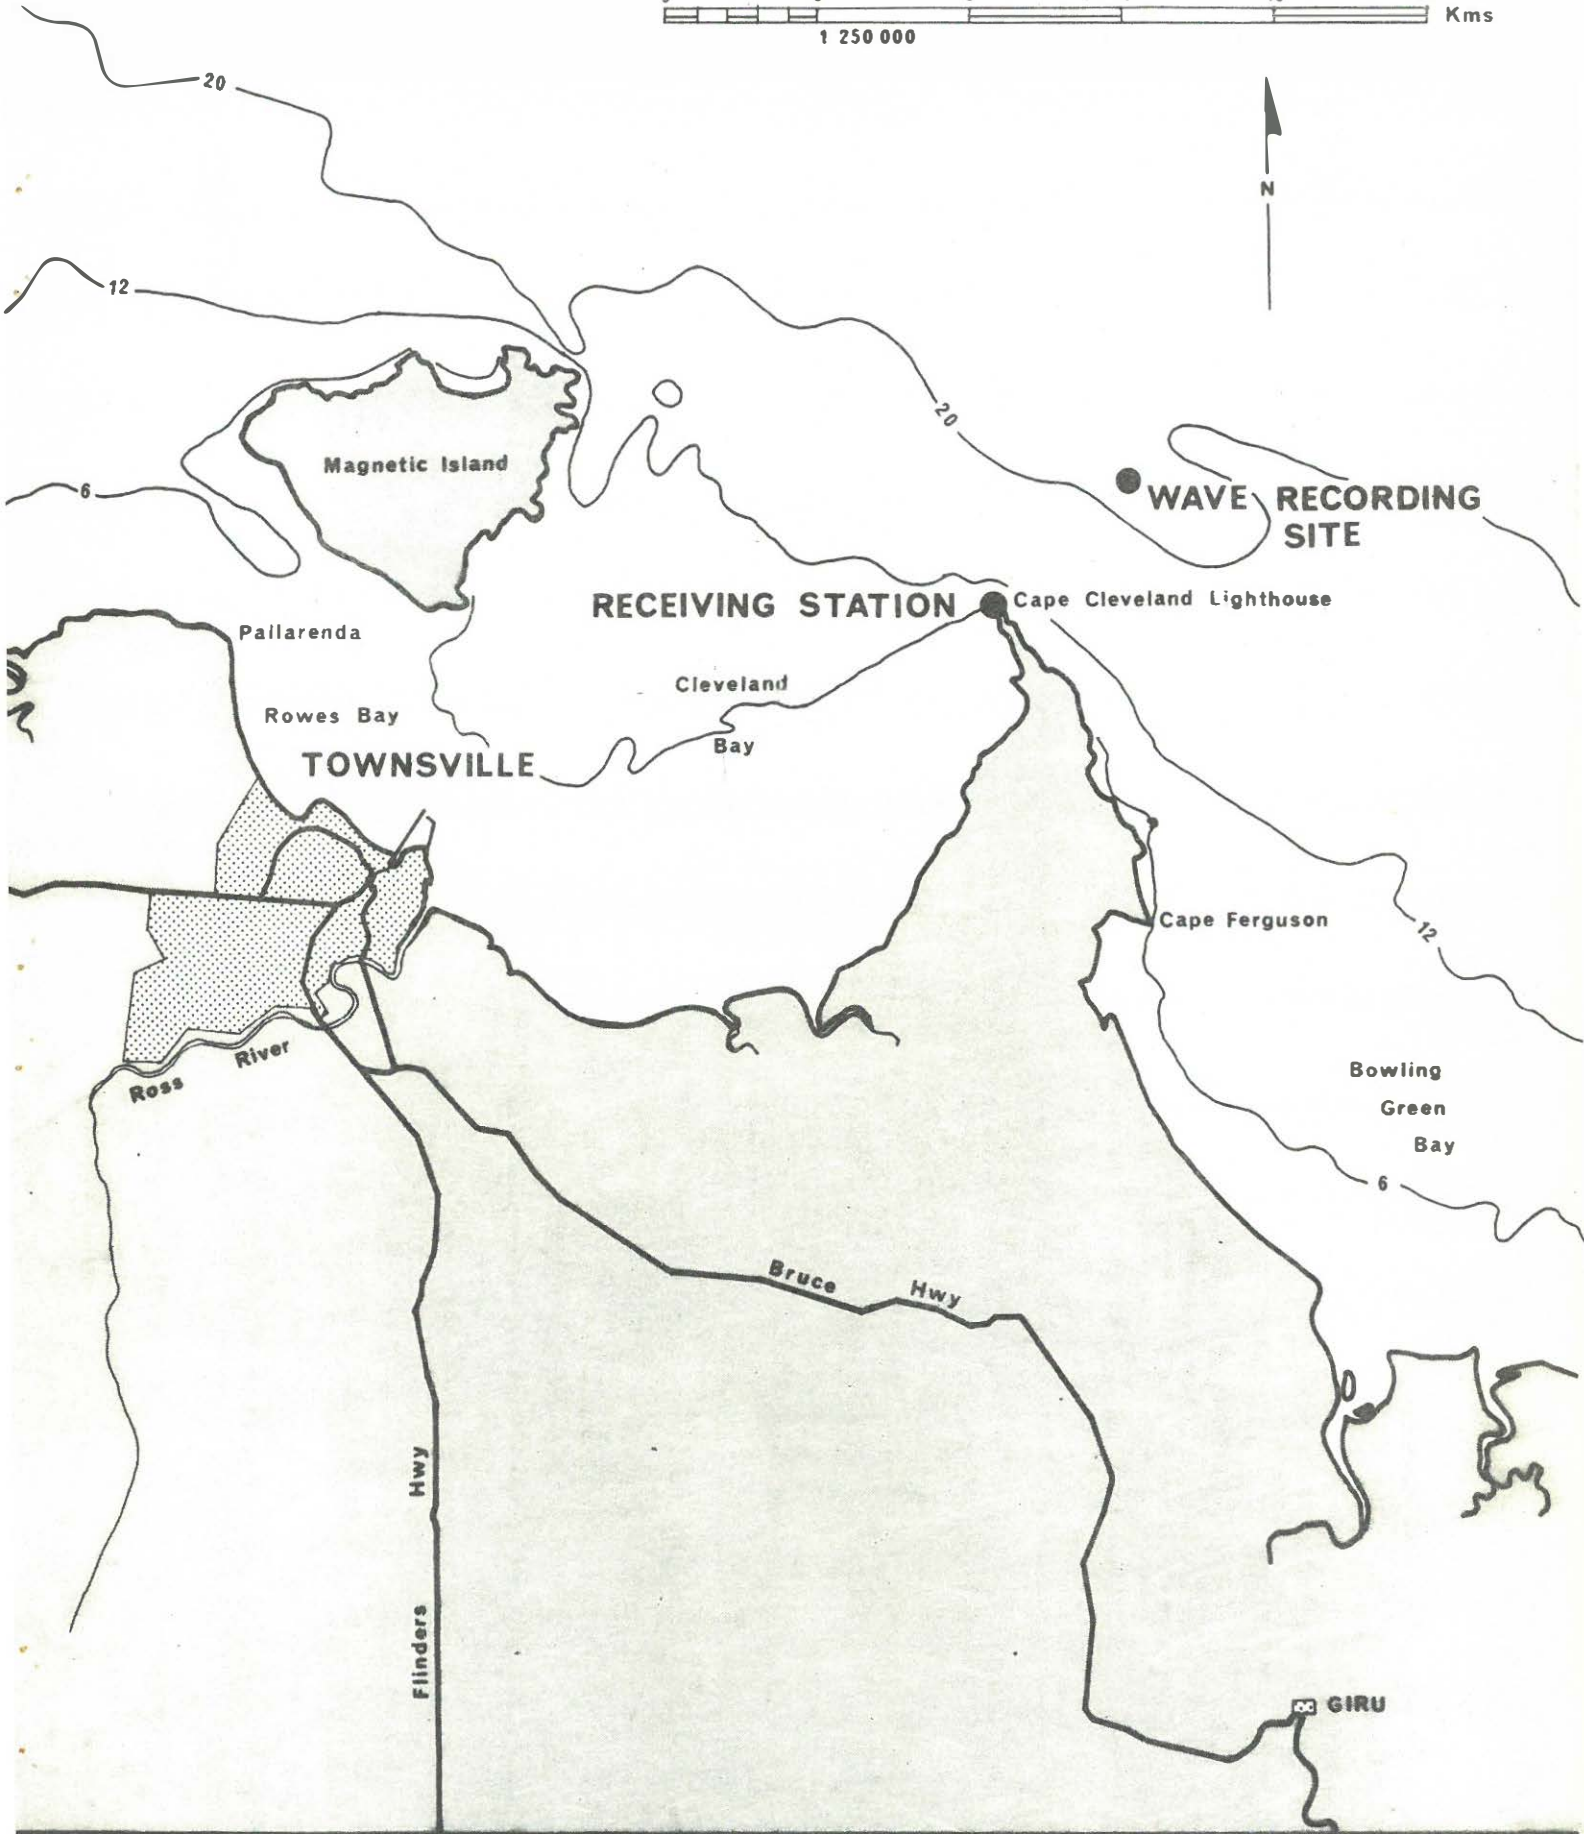 Kms
1 250 000
20
N
12
20
Magnetic Island
6
WAVE RECORDING
SITE
RECEIVING STATION
Cape Cleveland Lighthouse
Pallarenda
Cleveland
Rowes Bay
Bay
TOWNSVILLE
Cape Ferguson
12
Ross River
Bowling
Green
Bay
6
Bruce Hwy
Flinders Hwy
GIRU